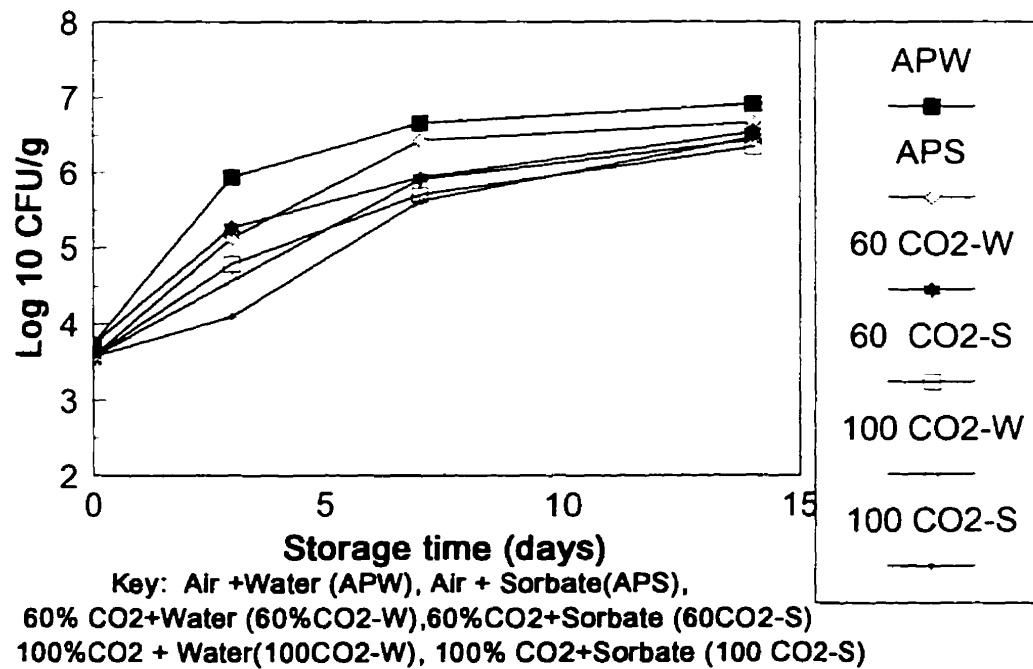 8
7
6
5
4
3
2
Log 10 CFU/g
0
5
10
15
Storage time (days)
APW
APS
60 CO2-W
60 CO2-S
100 CO2-W
100 CO2-S
Key: Air +Water (APW), Air + Sorbate(APS),
60% CO2+Water (60%CO2-W),60%CO2+Sorbate (60CO2-S)
100%CO2 + Water(100CO2-W), 100% CO2+Sorbate (100 CO2-S)